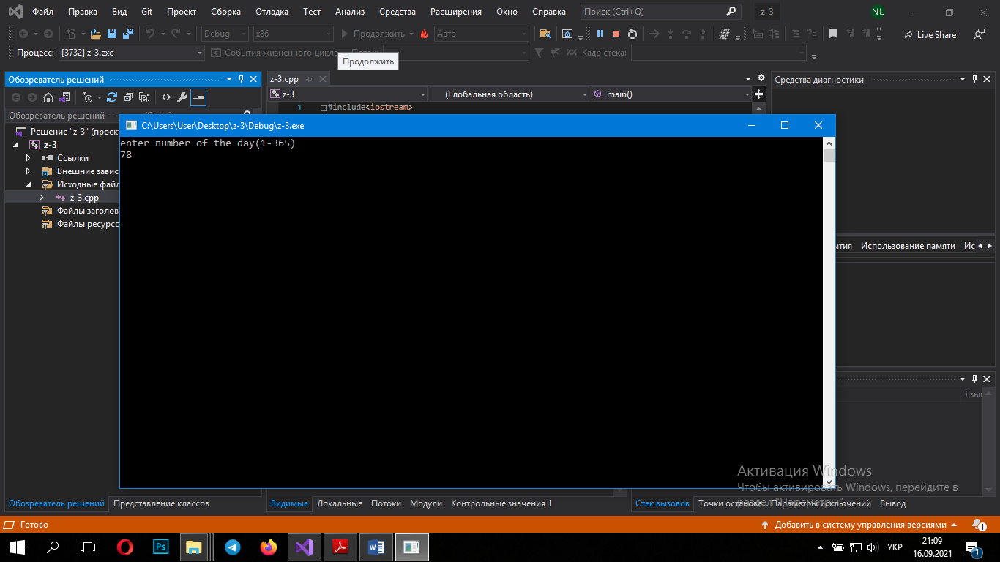 Файл Правка Вид Git Проект Сборка Отладка Тест Анализ Средства Расширения Окно Справка Поиск (Ctrl+Q) z-3 NL
Debug x86 Продолжить Авто Live Share
Процесс: [3732] z-3.exe События жизненного цикла
Кадр стека:
Продолжить
Обозреватель решений
z-3.cpp
Средства диагностики
z-3 (Глобальная область) main()
Обозреватель решений —
1 #include<iostream>
C:\Users\User\Desktop\z-3\Debug\z-3.exe
Решение "z-3" (проект
z-3
Ссылки
Внешние завис
Исходные файл
z-3.cpp
Файлы заголов
Файлы ресурсо
enter number of the day(1-365)
78
ытия Использование памяти Ис
Язык
Активация Windows
Чтобы активировать Windows, перейдите в
раздел "Параметры".
Обозреватель решений Представление классов
Видимые Локальные Потоки Модули Контрольные значения 1
Стек вызовов Точки останова Параметры исключений Вывод
Готово
Добавить в систему управления версиями 1
Ps
УКР
21:09
16.09.2021
1